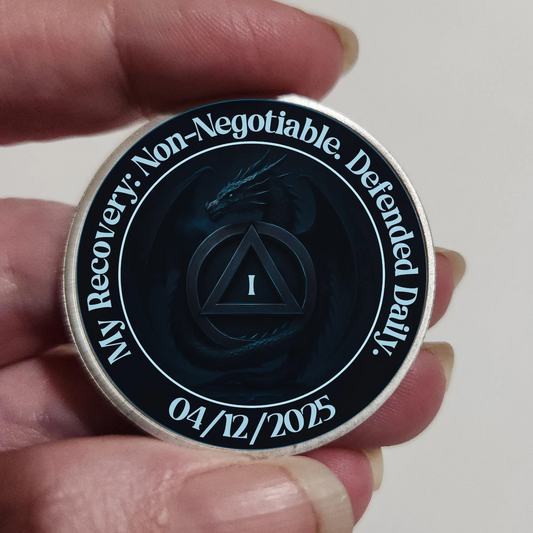 My Recovery: Non-Negotiable. Defended Daily.
I
04/12/2025